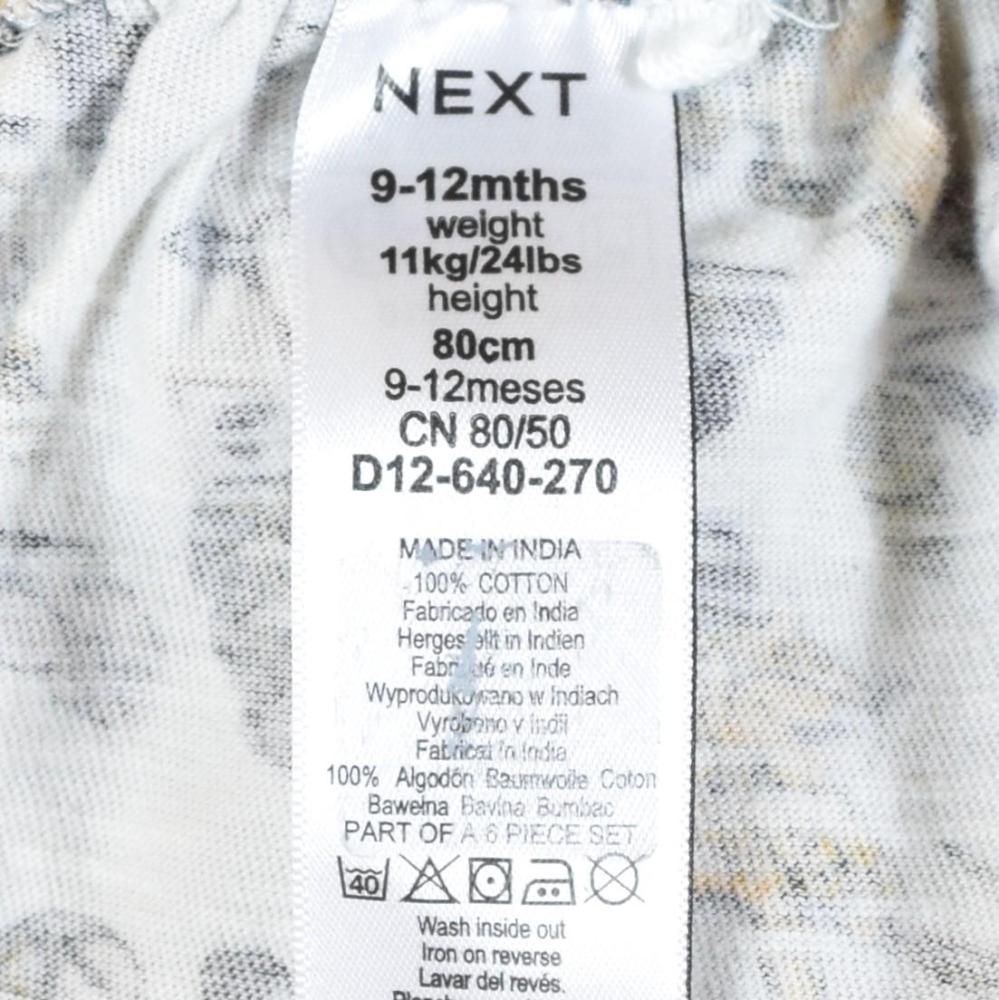 NEXT
9-12mths
weight
11kg/24lbs
height
80cm
9-12meses
CN 80/50
D12-640-270
MADE IN INDIA
100% COTTON
Fabricado en India
Hergestellt in Indien
Fabriqué en Inde
Wyprodukowano w Indiach
Vyrobeno v Indii
Fabricat în India
100% Algodón Baumwolle Coton
Bawełna Bavlna Bumbac
PART OF A 6 PIECE SET
40
Wash inside out
Iron on reverse
Lavar del revés.